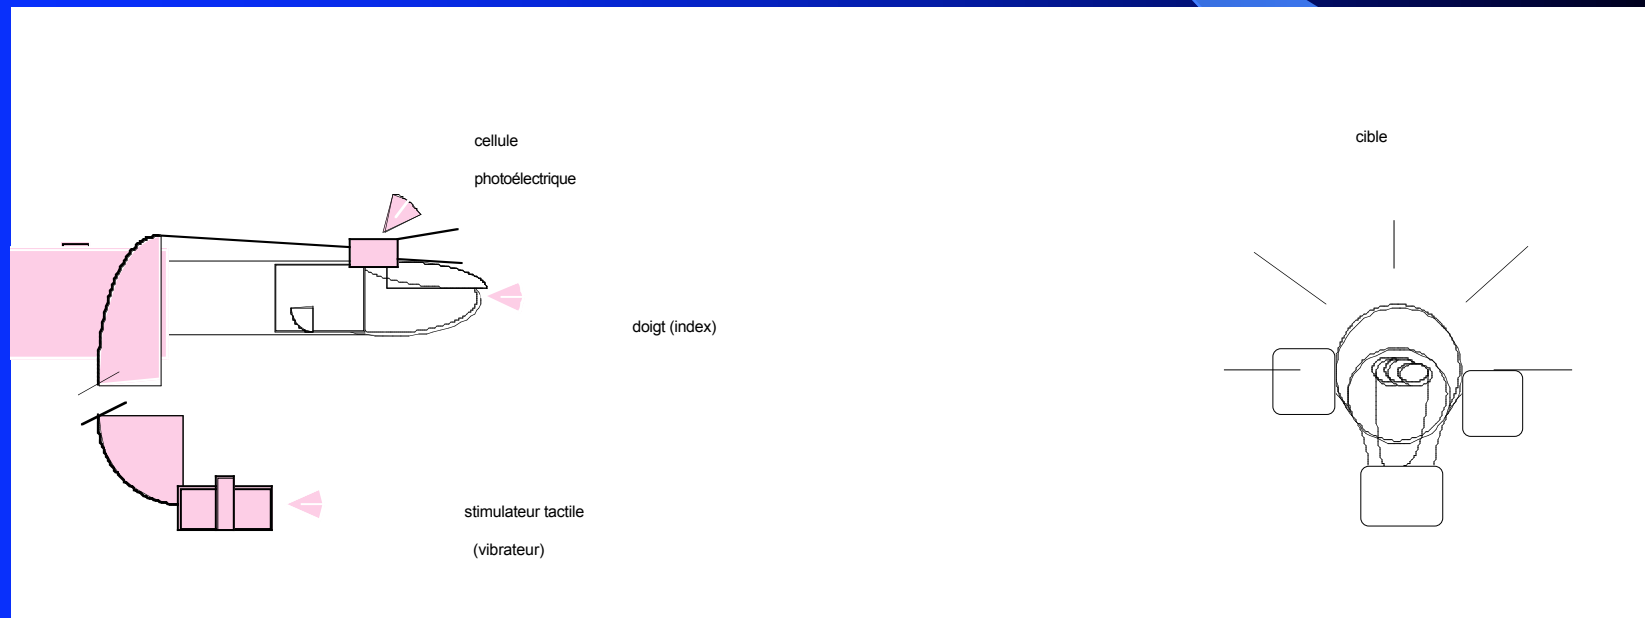 cellule
photoélectrique
doigt (index)
stimulateur tactile
(vibrateur)
cible